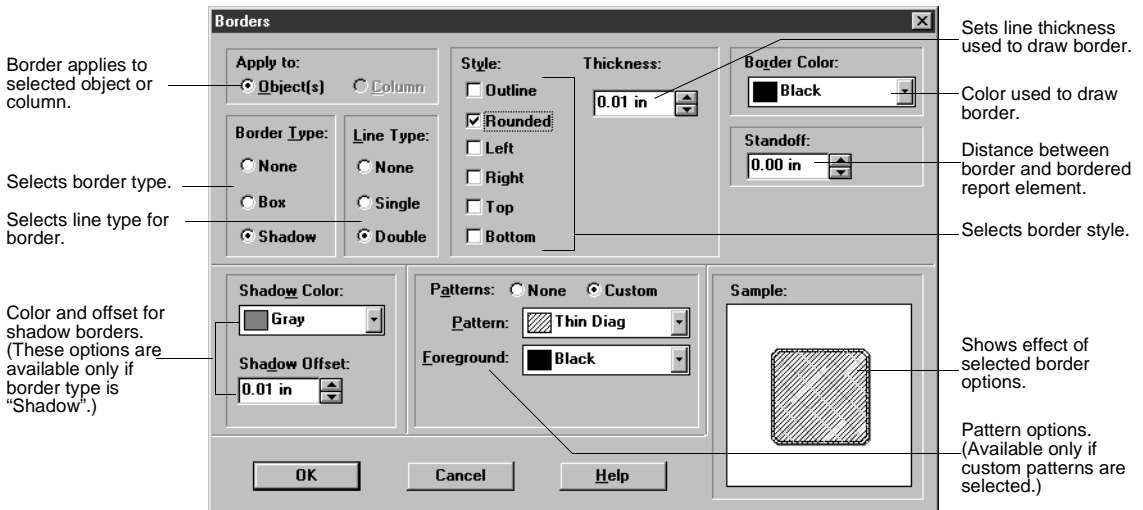 Borders
Border applies to
selected object or
column.
Selects border type.
Selects line type for
border.
Color and offset for
shadow borders.
(These options are
available only if
border type is
“Shadow”.)
Apply to:
Object(s) Column
Border Type:
None
Box
Shadow
Line Type:
None
Single
Double
Style:
Outline
Rounded
Left
Right
Top
Bottom
Thickness:
0.01 in
Border Color:
Black
Standoff:
0.00 in
Shadow Color:
Gray
Shadow Offset:
0.01 in
Patterns: None Custom
Pattern: Thin Diag
Foreground: Black
Sample:
OK Cancel Help
Sets line thickness
used to draw border.
Color used to draw
border.
Distance between
border and bordered
report element.
Selects border style.
Shows effect of
selected border
options.
Pattern options.
(Available only if
custom patterns are
selected.)